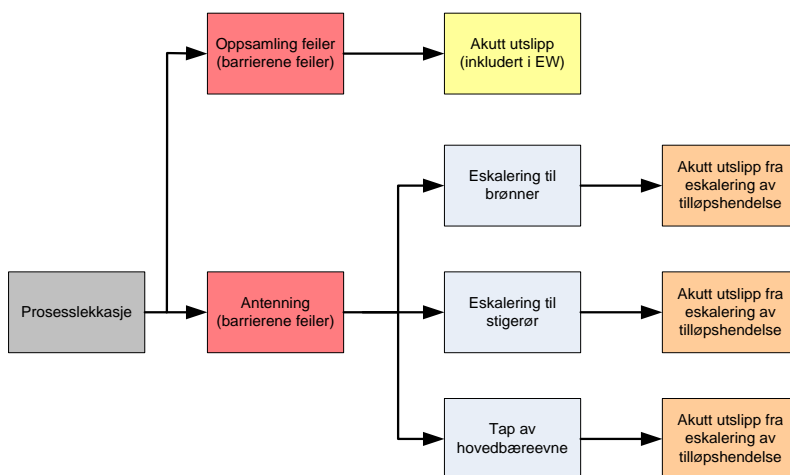 Oppsamling feiler
(barrierene feiler)
Akutt utslipp
(inkludert i EW)
Eskalering til
brønner
Akutt utslipp fra
eskalering av
tilløpshendelse
Prosesslekkasje
Antenning
(barrierene feiler)
Eskalering til
stigerør
Akutt utslipp fra
eskalering av
tilløpshendelse
Tap av
hovedbæreevne
Akutt utslipp fra
eskalering av
tilløpshendelse